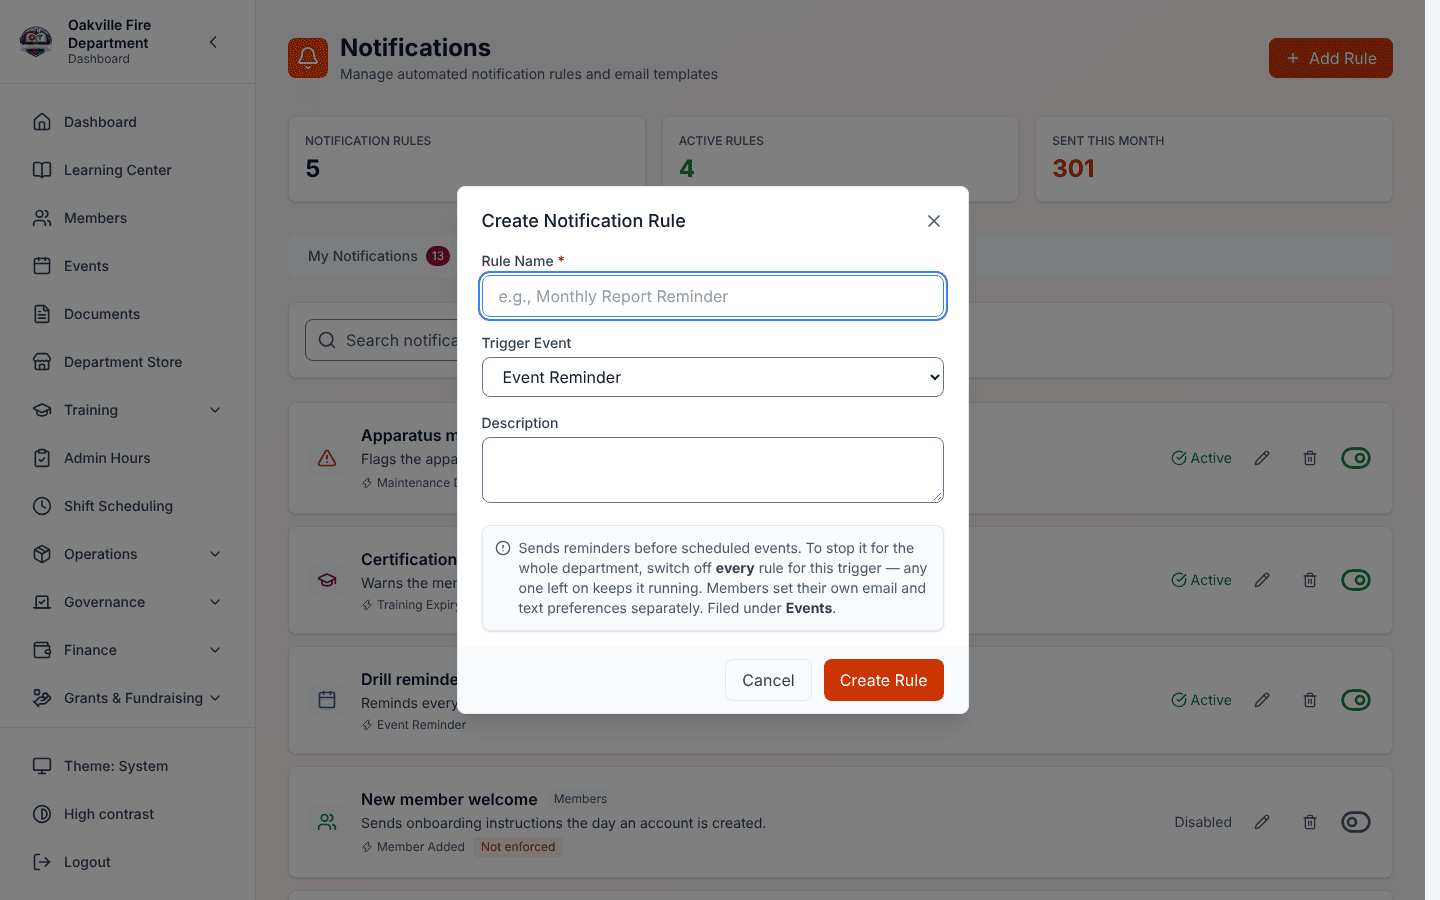 Oakville Fire
Department
Dashboard
Dashboard
Learning Center
Members
Events
Documents
Department Store
Training
Admin Hours
Shift Scheduling
Operations
Governance
Finance
Grants & Fundraising
Theme: System
High contrast
Logout
Notifications
Manage automated notification rules and email templates
+ Add Rule
NOTIFICATION RULES
5
ACTIVE RULES
4
SENT THIS MONTH
301
My Notifications 13
Search notifica
Apparatus m
Flags the appa
Maintenance D
Active
Certification
Warns the mem
Training Expiry
Active
Drill reminde
Reminds every
Event Reminder
Active
New member welcome Members
Sends onboarding instructions the day an account is created.
Member Added Not enforced
Disabled
Create Notification Rule
Rule Name *
e.g., Monthly Report Reminder
Trigger Event
Event Reminder
Description
Sends reminders before scheduled events. To stop it for the
whole department, switch off every rule for this trigger — any
one left on keeps it running. Members set their own email and
text preferences separately. Filed under Events.
Cancel
Create Rule